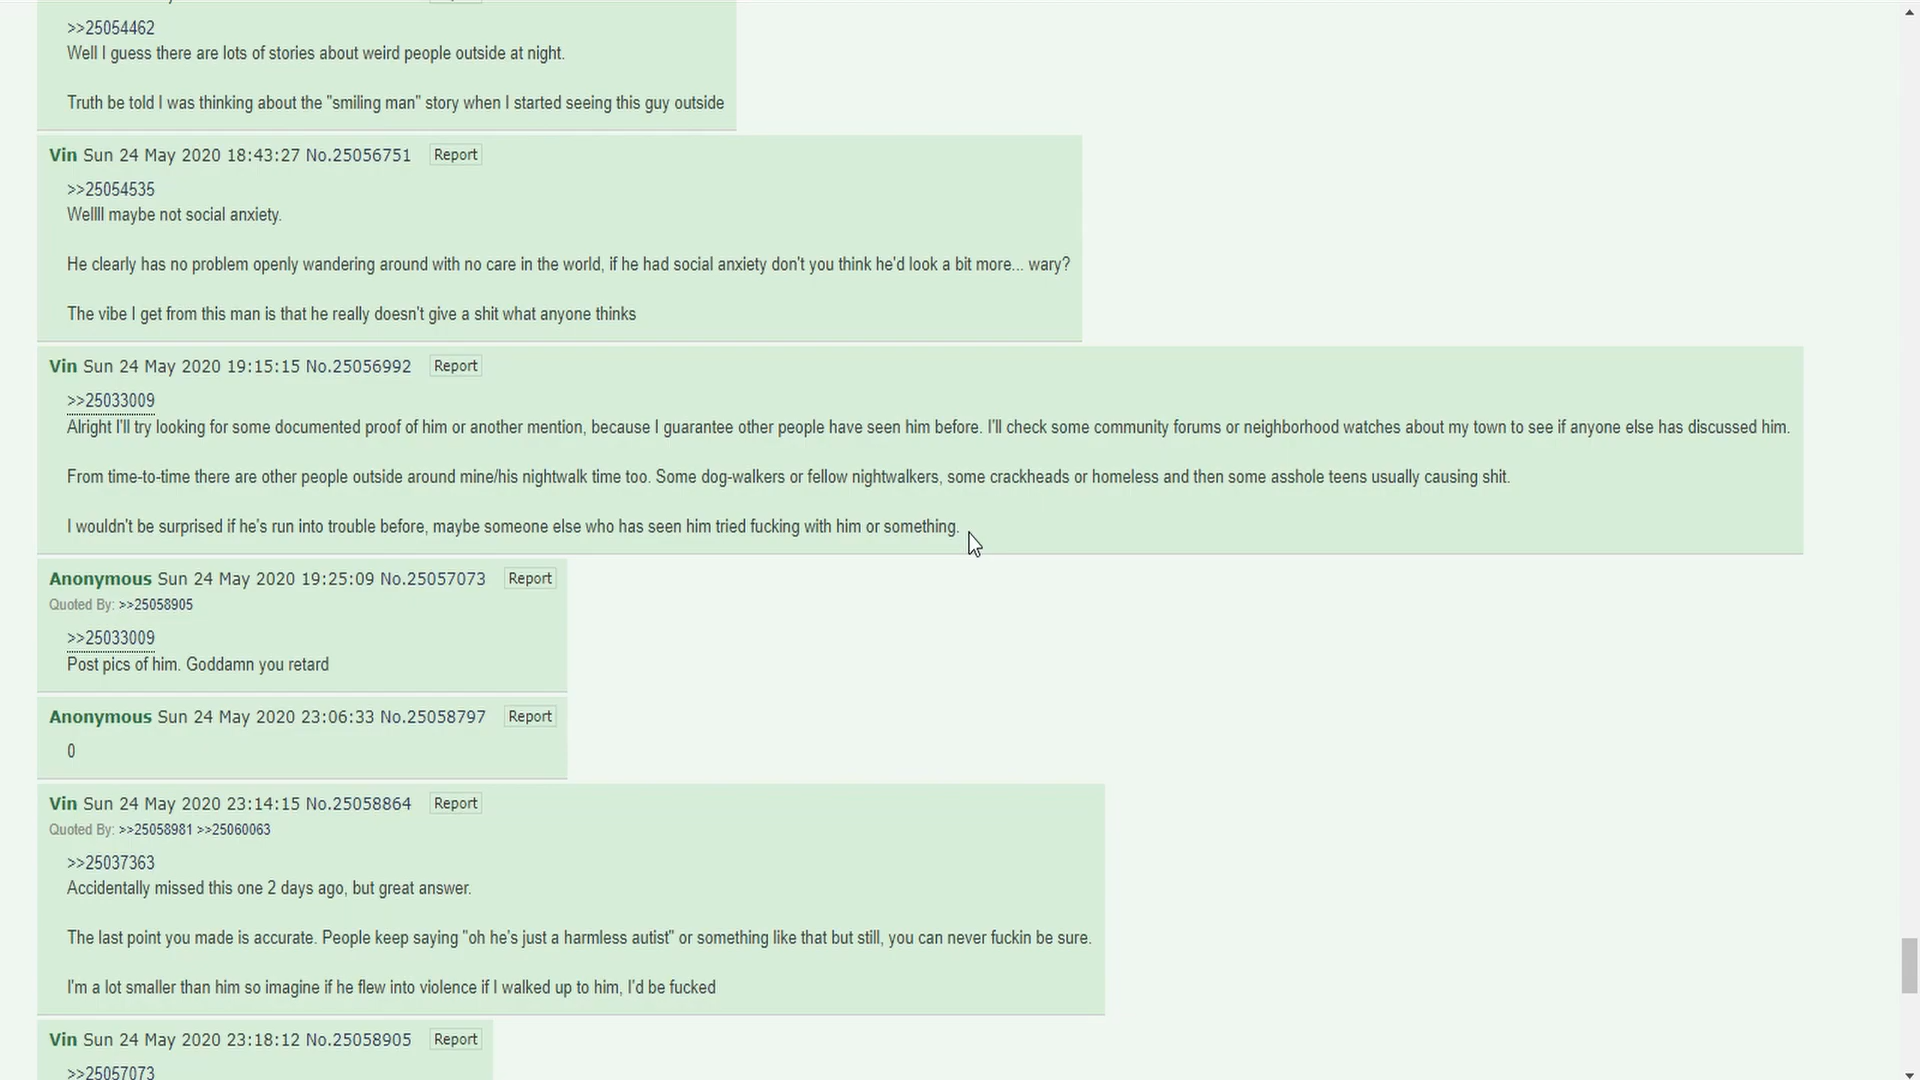 >>25054462
Well I guess there are lots of stories about weird people outside at night.
Truth be told I was thinking about the "smiling man" story when I started seeing this guy outside
Vin Sun 24 May 2020 18:43:27 No.25056751 Report
>>25054535
Wellll maybe not social anxiety.
He clearly has no problem openly wandering around with no care in the world, if he had social anxiety don't you think he'd look a bit more... wary?
The vibe I get from this man is that he really doesn't give a shit what anyone thinks
Vin Sun 24 May 2020 19:15:15 No.25056992 Report
>>25033009
Alright I'll try looking for some documented proof of him or another mention, because I guarantee other people have seen him before. I'll check some community forums or neighborhood watches about my town to see if anyone else has discussed him.
From time-to-time there are other people outside around mine/his nightwalk time too. Some dog-walkers or fellow nightwalkers, some crackheads or homeless and then some asshole teens usually causing shit.
I wouldn't be surprised if he's run into trouble before, maybe someone else who has seen him tried fucking with him or something.
Anonymous Sun 24 May 2020 19:25:09 No.25057073 Report
Quoted By: >>25058905
>>25033009
Post pics of him. Goddamn you retard
Anonymous Sun 24 May 2020 23:06:33 No.25058797 Report
0
Vin Sun 24 May 2020 23:14:15 No.25058864 Report
Quoted By: >>25058981 >>25060063
>>25037363
Accidentally missed this one 2 days ago, but great answer.
The last point you made is accurate. People keep saying "oh he's just a harmless autist" or something like that but still, you can never fuckin be sure.
I'm a lot smaller than him so imagine if he flew into violence if I walked up to him, I'd be fucked
Vin Sun 24 May 2020 23:18:12 No.25058905 Report
>>25057073